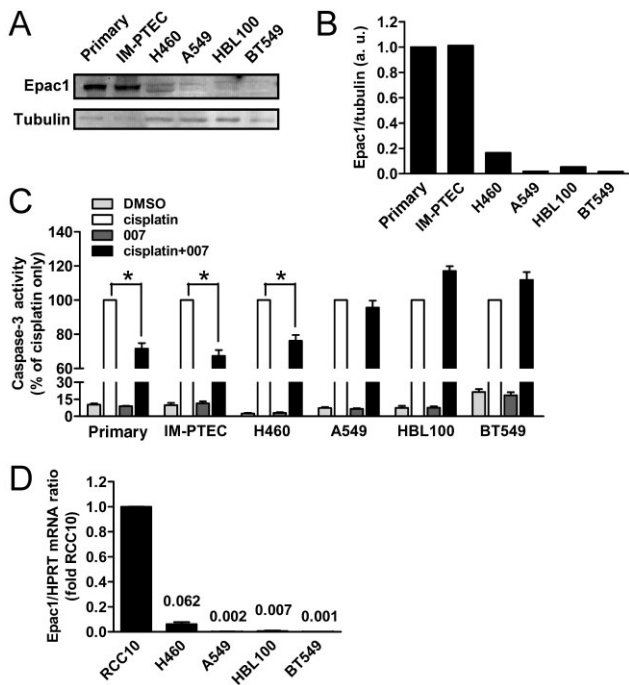 A
Primary
IM-PTEC
H460
A549
HBL100
BT549
Epac1
Tubulin
B
Epac1/tubulin (a. u.)
1.2
1.0
0.8
0.6
0.4
0.2
0
Primary
IM-PTEC
H460
A549
HBL100
BT549
C
DMSO
cisplatin
007
cisplatin+007
Caspase-3 activity
(% of cisplatin only)
140
120
100
80
60
30
15
0
*
*
*
Primary
IM-PTEC
H460
A549
HBL100
BT549
D
Epac1/HPRT mRNA ratio
(fold RCC10)
1.2
1.0
0.8
0.6
0.4
0.2
0.0
0.062
0.002
0.007
0.001
RCC10
H460
A549
HBL100
BT549